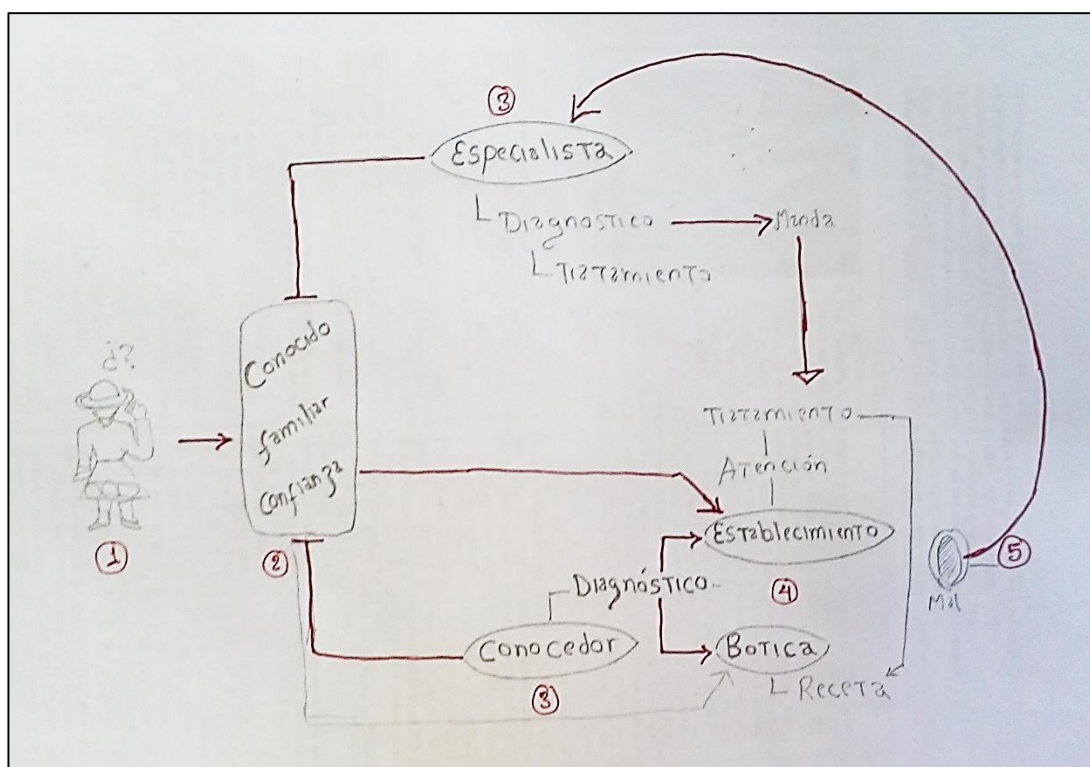 ③
Especialista
Diagnostico
Manda
Tratamiento
¿?
Conocido
familiar
confianza
Tratamiento
Atención
Establecimiento
①
②
Diagnóstico
④
⑤
Mal
Conocedor
Botica
③
Receta